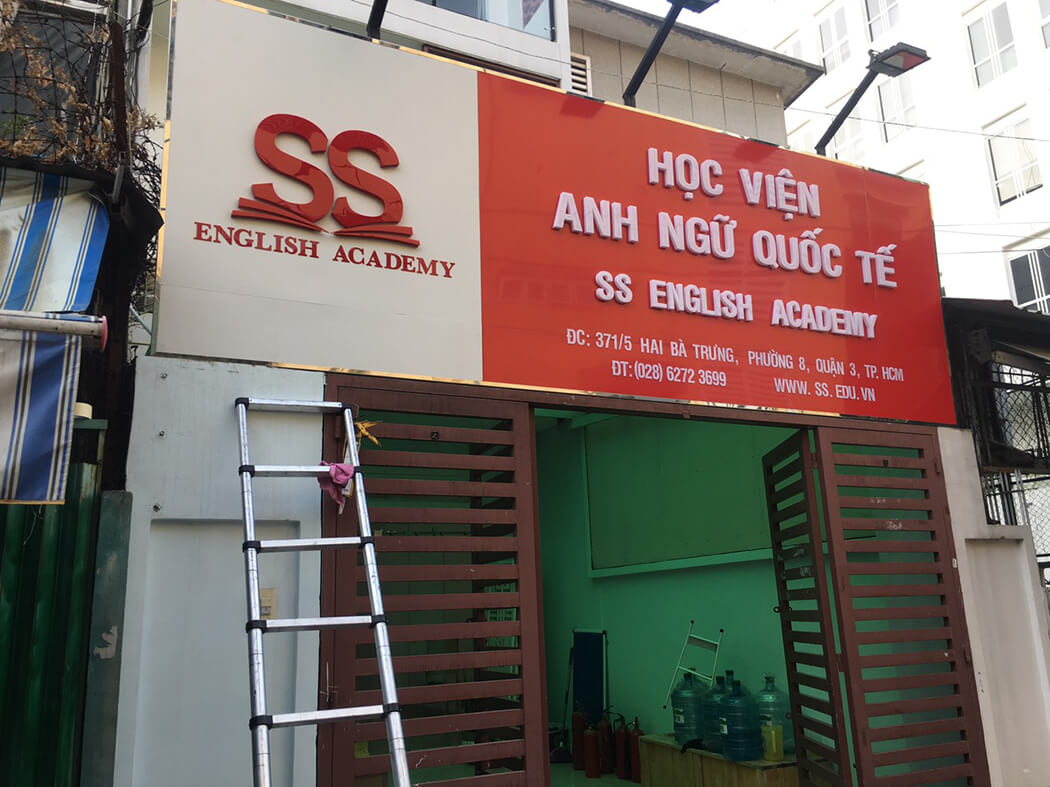 SS
ENGLISH ACADEMY
HỌC VIỆN
ANH NGỮ QUỐC TẾ
SS ENGLISH ACADEMY
ĐC: 371/5 HAI BÀ TRƯNG, PHƯỜNG 8, QUẬN 3, TP. HCM
ĐT:(028) 6272 3699 WWW.SS.EDU.VN